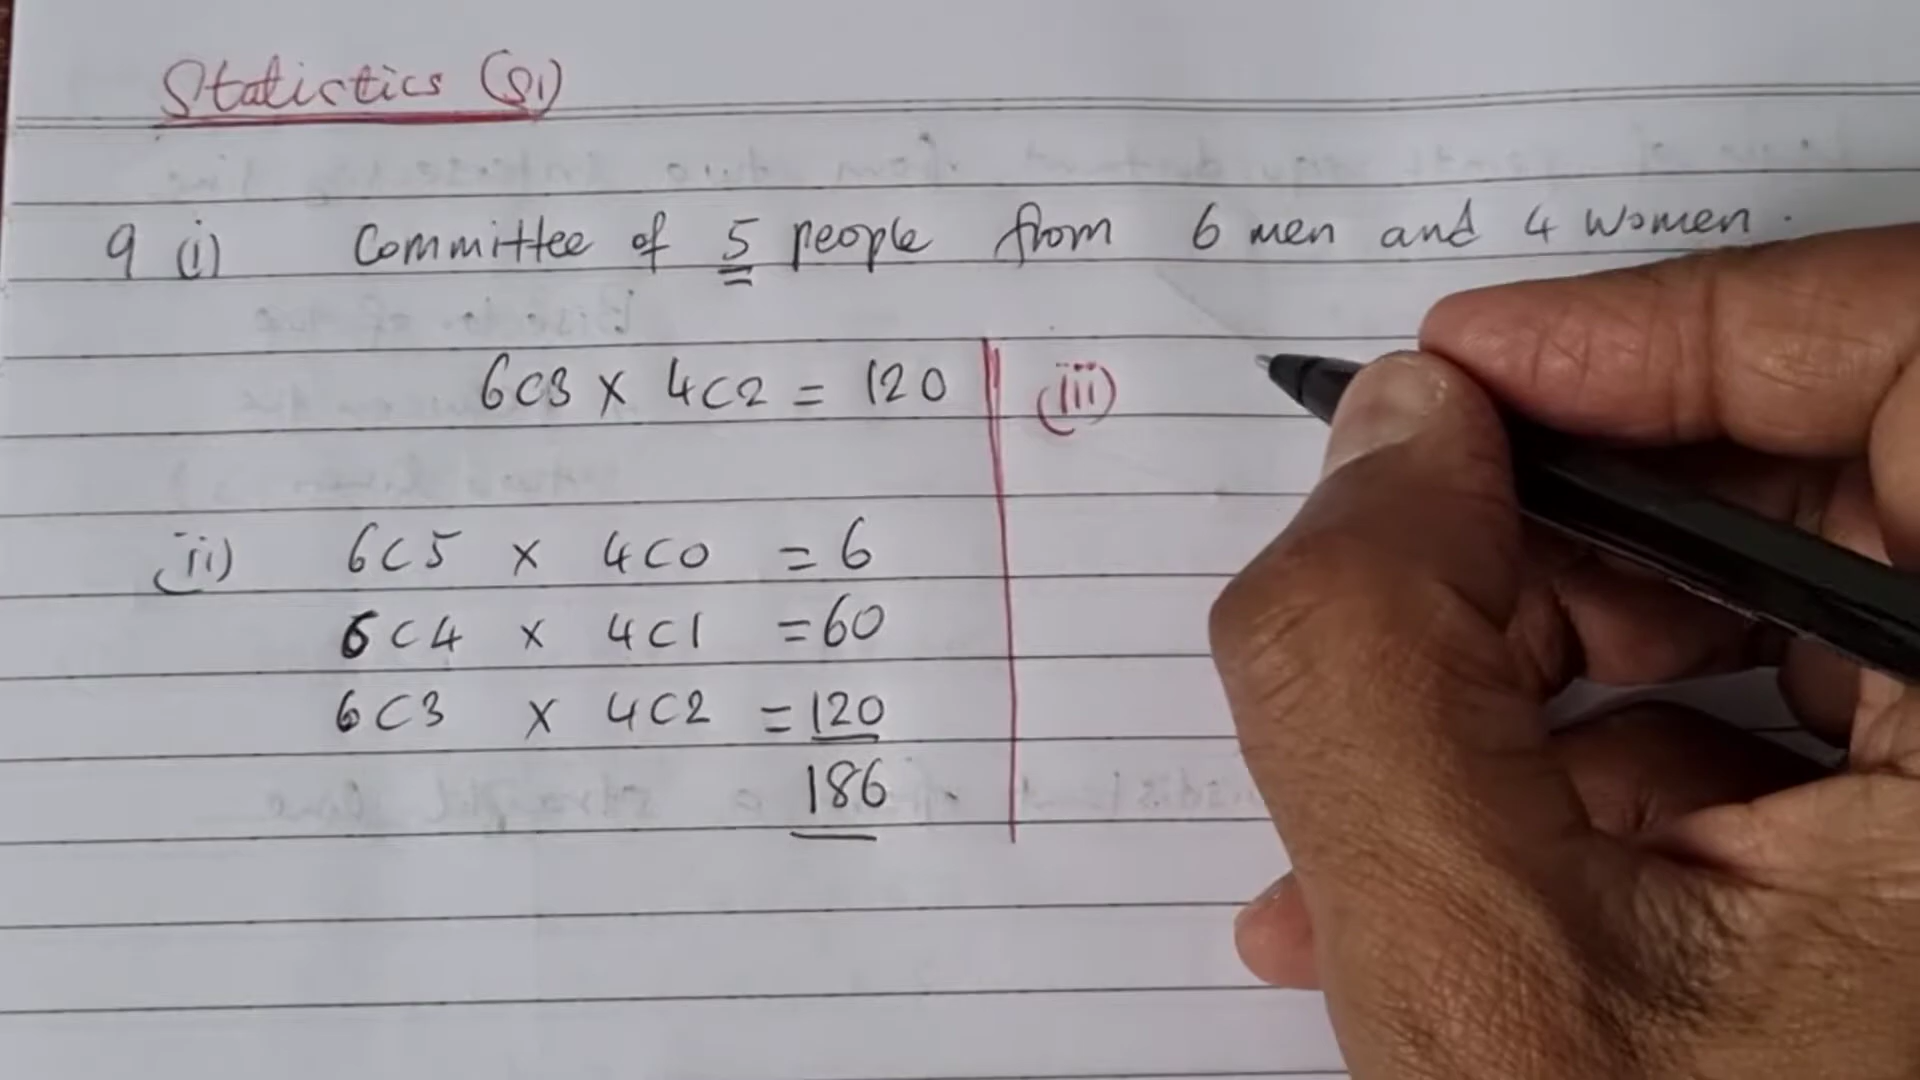 Statistics (S1)
9 (i) Committee of 5 people from 6 men and 4 women.
6C3 x 4C2 = 120
(ii) 6C5 x 4C0 = 6
6C4 x 4C1 = 60
6C3 x 4C2 = 120
186
(iii)